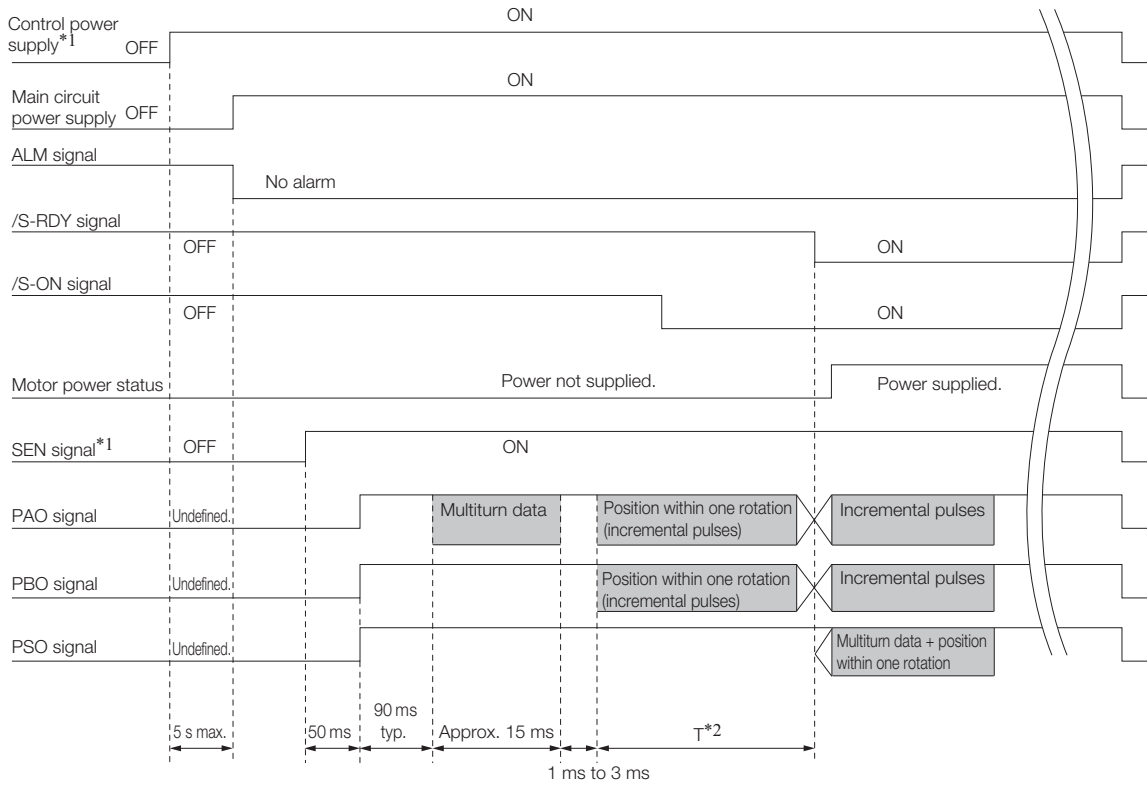 ON
Control power
supply*1
OFF
ON
Main circuit
power supply
OFF
ALM signal
No alarm
/S-RDY signal
OFF
ON
/S-ON signal
OFF
ON
Motor power status
Power not supplied.
Power supplied.
SEN signal*1
OFF
ON
PAO signal
Undefined.
Multiturn data
Position within one rotation
(incremental pulses)
Incremental pulses
PBO signal
Undefined.
Position within one rotation
(incremental pulses)
Incremental pulses
PSO signal
Undefined.
Multiturn data + position
within one rotation
5 s max.
50 ms
90 ms
typ.
Approx. 15 ms
1 ms to 3 ms
T*2